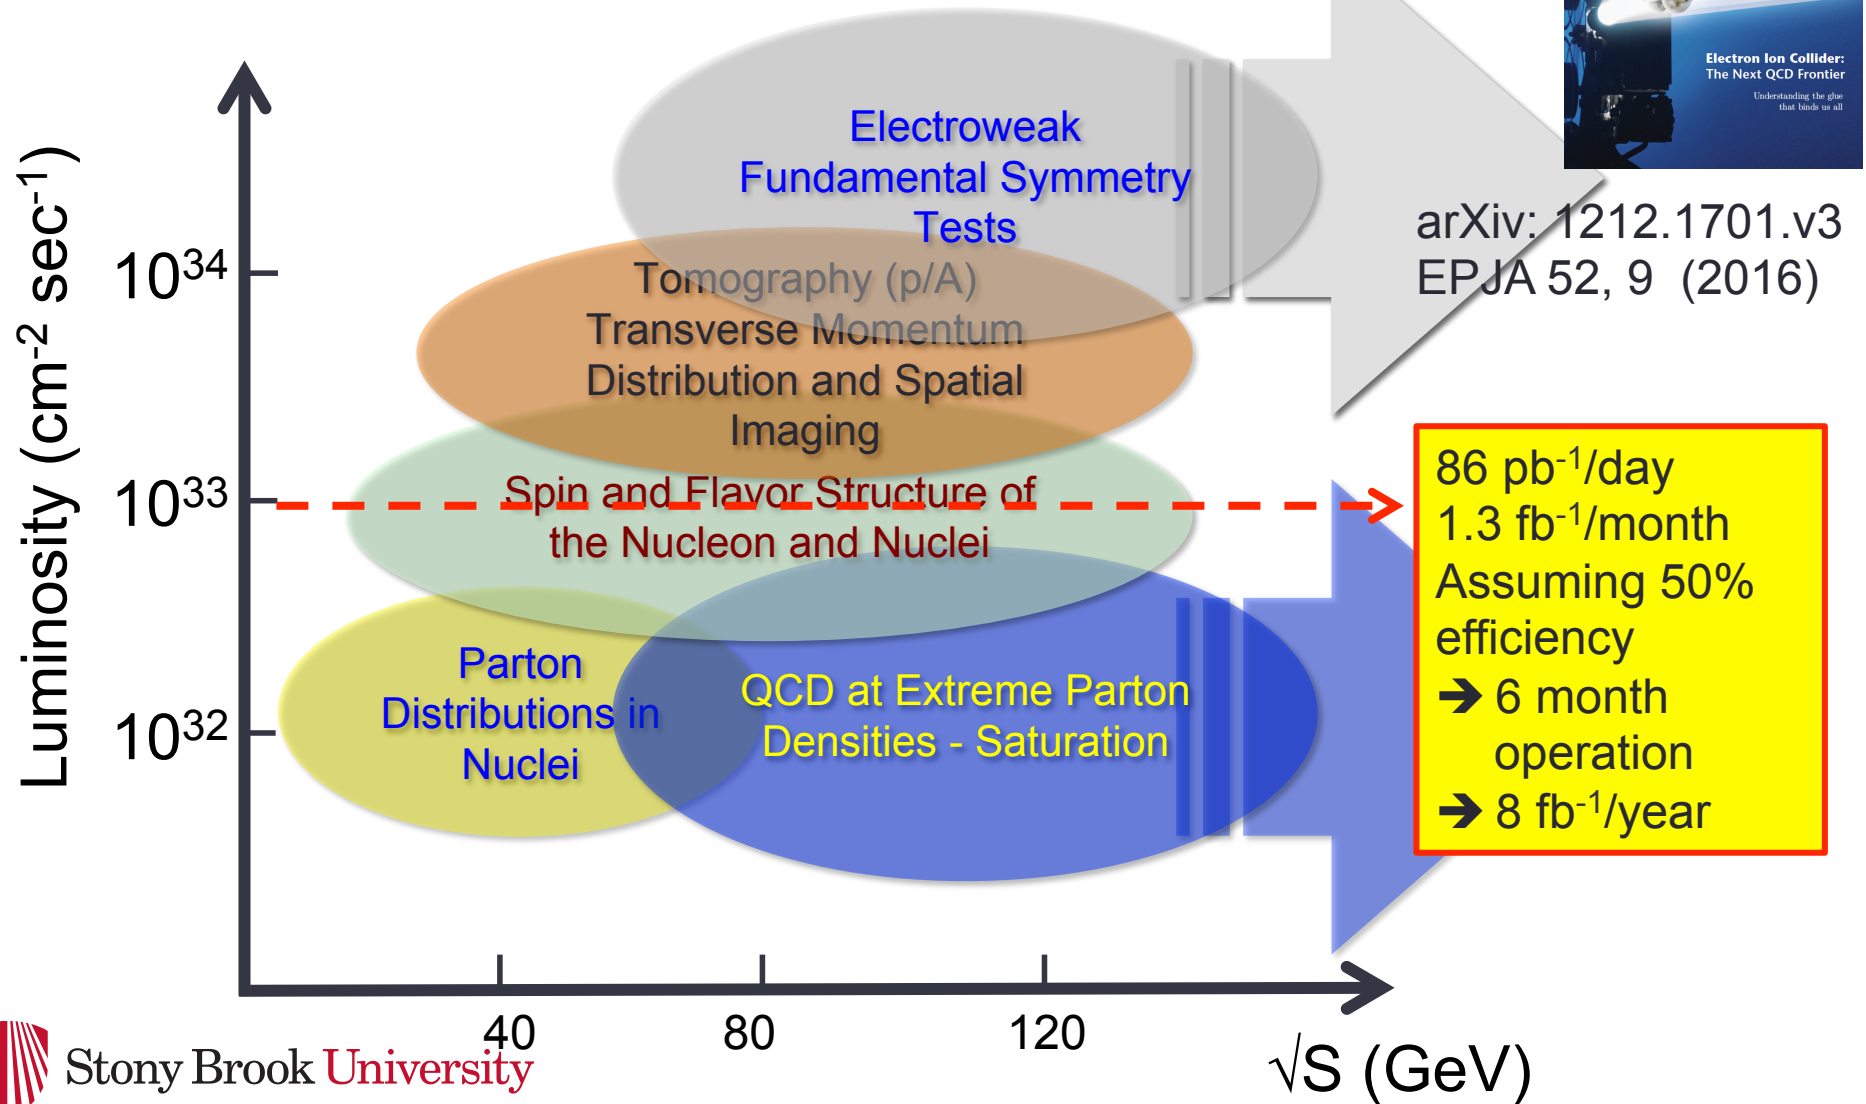 Electron Ion Collider:
The Next QCD Frontier
Understanding the glue
that binds us all
arXiv: 1212.1701.v3
EPJA 52, 9 (2016)
Luminosity (cm⁻² sec⁻¹)
10³⁴
10³³
10³²
Electroweak
Fundamental Symmetry
Tests
Tomography (p/A)
Transverse Momentum
Distribution and Spatial
Imaging
Spin and Flavor Structure of
the Nucleon and Nuclei
Parton
Distributions in
Nuclei
QCD at Extreme Parton
Densities - Saturation
86 pb⁻¹/day
1.3 fb⁻¹/month
Assuming 50%
efficiency
➔ 6 month
operation
➔ 8 fb⁻¹/year
40 80 120
√S (GeV)
Stony Brook University